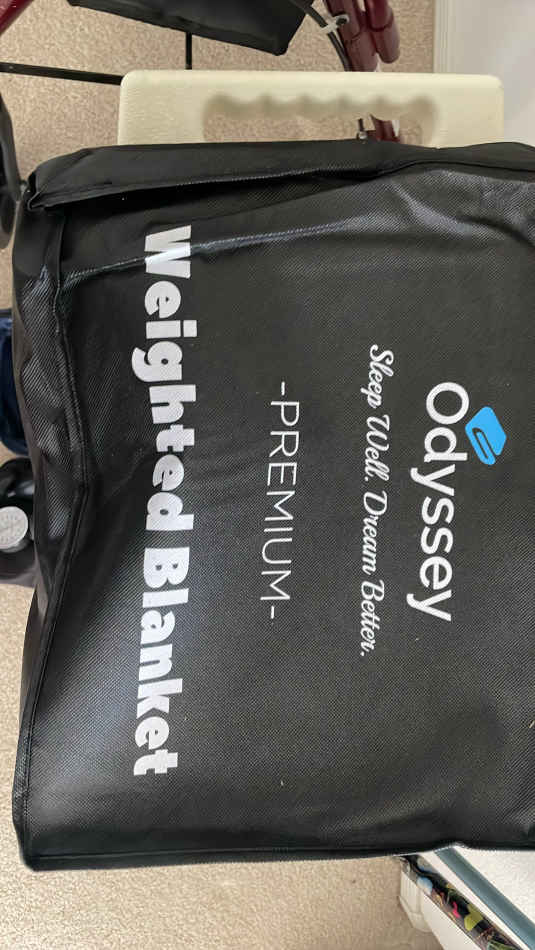 Odyssey
Sleep Well. Dream Better.
-PREMIUM-
Weighted Blanket